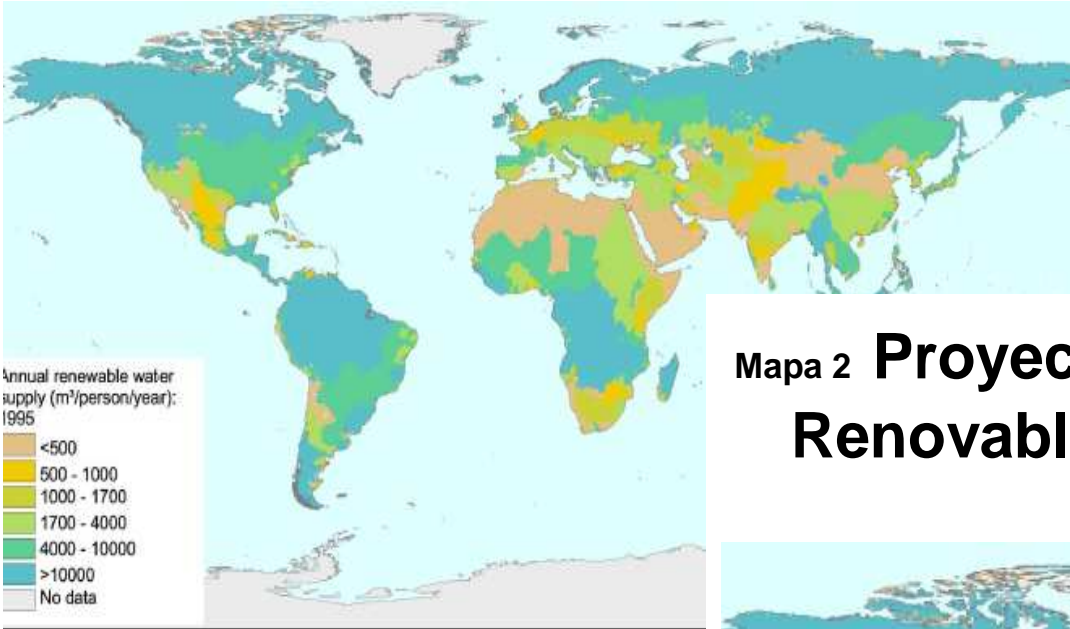 Annual renewable water
supply (m³/person/year):
1995
<500
500 - 1000
1000 - 1700
1700 - 4000
4000 - 10000
>10000
No data
Mapa 2 Proyec
Renovabl